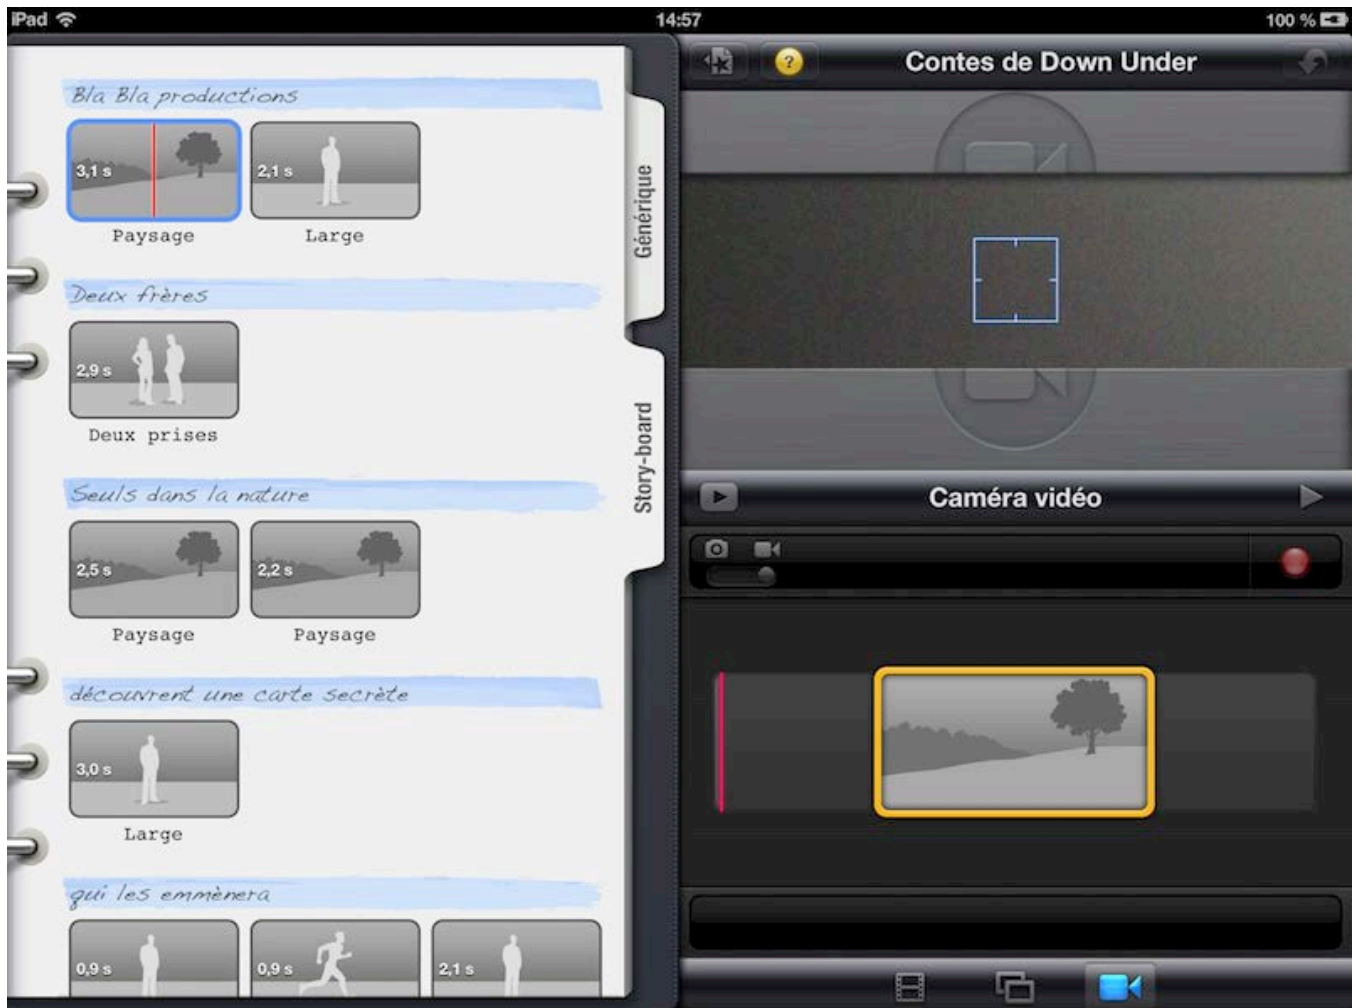 iPad 14:57 100 %
Bla Bla productions
3,1 s 2,1 s
Paysage Large
Deux frères
2,9 s
Deux prises
Seuls dans la nature
2,5 s 2,2 s
Paysage Paysage
découvrent une carte secrète
3,0 s
Large
qui les emmènera
0,9 s 0,9 s 2,1 s
Générique
Story-board
?
Contes de Down Under
Caméra vidéo